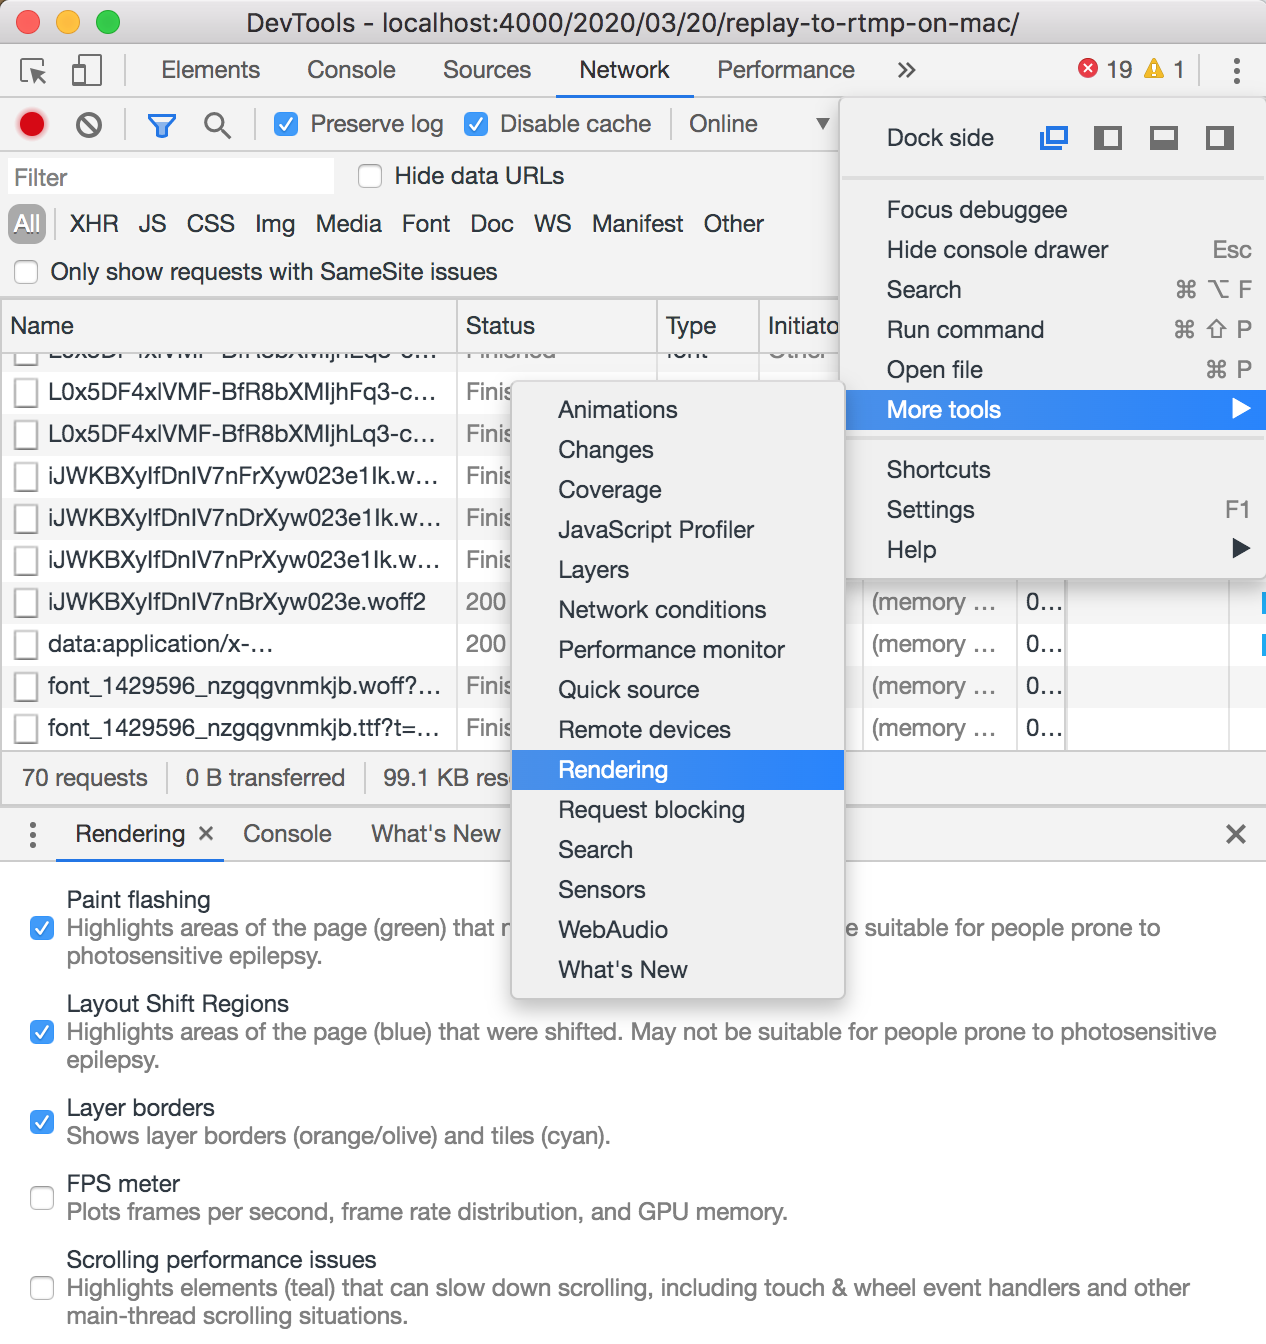 DevTools - localhost:4000/2020/03/20/replay-to-rtmp-on-mac/
Elements Console Sources Network Performance » 19 1
Preserve log Disable cache Online ▼
Filter Hide data URLs
All XHR JS CSS Img Media Font Doc WS Manifest Other
Only show requests with SameSite issues
Name Status Type Initiato
Finished font Other
L0x5DF4xlVMF-BfR8bXMIjhFq3-c... Finis
L0x5DF4xlVMF-BfR8bXMIjhLq3-c... Finis
iJWKBXyIfDnIV7nFrXyw023e1Ik.w... Finis
iJWKBXyIfDnIV7nDrXyw023e1Ik.w... Finis
iJWKBXyIfDnIV7nPrXyw023e1Ik.w... Finis
iJWKBXyIfDnIV7nBrXyw023e.woff2 200 (memory ... 0...
data:application/x-... 200 (memory ... 0...
font_1429596_nzgqgvnmkjb.woff?... Finis (memory ... 0...
font_1429596_nzgqgvnmkjb.ttf?t=... Finis (memory ... 0...
70 requests 0 B transferred 99.1 KB res
Dock side
Focus debuggee
Hide console drawer Esc
Search ⌘ ⌥ F
Run command ⌘ ⇧ P
Open file ⌘ P
More tools ▶
Shortcuts
Settings F1
Help ▶
Animations
Changes
Coverage
JavaScript Profiler
Layers
Network conditions
Performance monitor
Quick source
Remote devices
Rendering
Request blocking
Search
Sensors
WebAudio
What's New
Rendering × Console What's New ×
Paint flashing
Highlights areas of the page (green) that e suitable for people prone to
photosensitive epilepsy.
Layout Shift Regions
Highlights areas of the page (blue) that were shifted. May not be suitable for people prone to photosensitive
epilepsy.
Layer borders
Shows layer borders (orange/olive) and tiles (cyan).
FPS meter
Plots frames per second, frame rate distribution, and GPU memory.
Scrolling performance issues
Highlights elements (teal) that can slow down scrolling, including touch & wheel event handlers and other
main-thread scrolling situations.